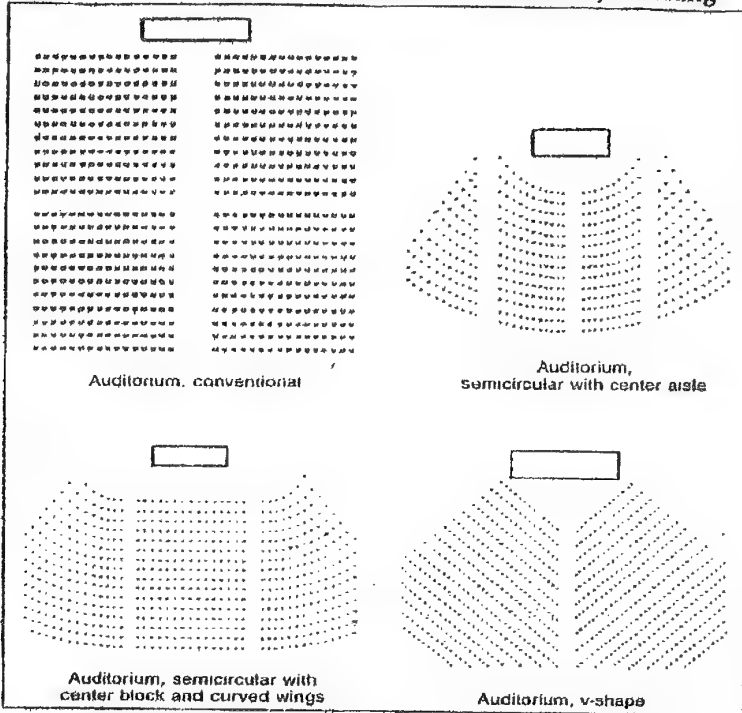 Auditorium, conventional
Auditorium,
semicircular with center aisle
Auditorium, semicircular with
center block and curved wings
Auditorium, v-shape